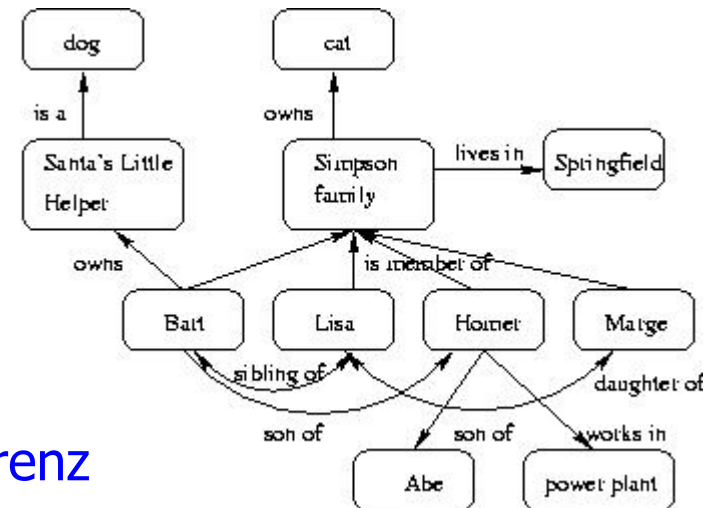 dog
cat
is a
owns
Santa's Little
Helper
Simpson
family
lives in
Springfield
owns
is member of
Bart
Lisa
Homer
Marge
sibling of
daughter of
son of
son of
works in
renz
Abe
power plant